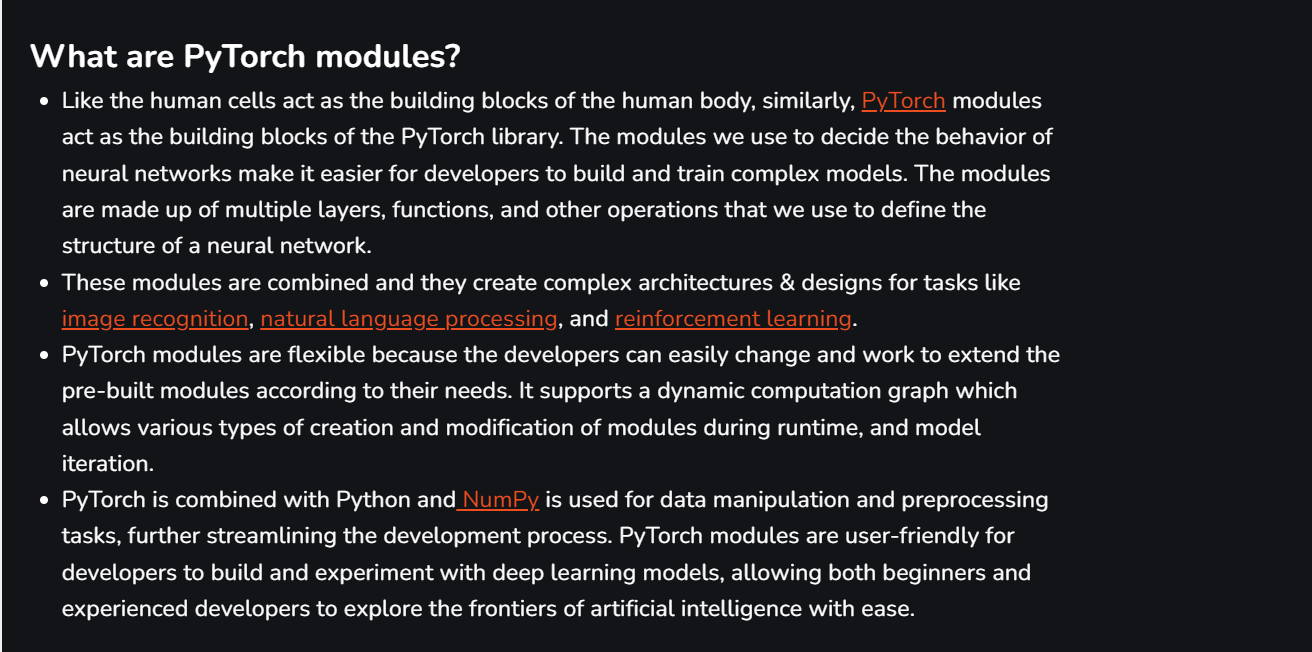 What are PyTorch modules?
• Like the human cells act as the building blocks of the human body, similarly, PyTorch modules
act as the building blocks of the PyTorch library. The modules we use to decide the behavior of
neural networks make it easier for developers to build and train complex models. The modules
are made up of multiple layers, functions, and other operations that we use to define the
structure of a neural network.
• These modules are combined and they create complex architectures & designs for tasks like
image recognition, natural language processing, and reinforcement learning.
• PyTorch modules are flexible because the developers can easily change and work to extend the
pre-built modules according to their needs. It supports a dynamic computation graph which
allows various types of creation and modification of modules during runtime, and model
iteration.
• PyTorch is combined with Python and NumPy is used for data manipulation and preprocessing
tasks, further streamlining the development process. PyTorch modules are user-friendly for
developers to build and experiment with deep learning models, allowing both beginners and
experienced developers to explore the frontiers of artificial intelligence with ease.